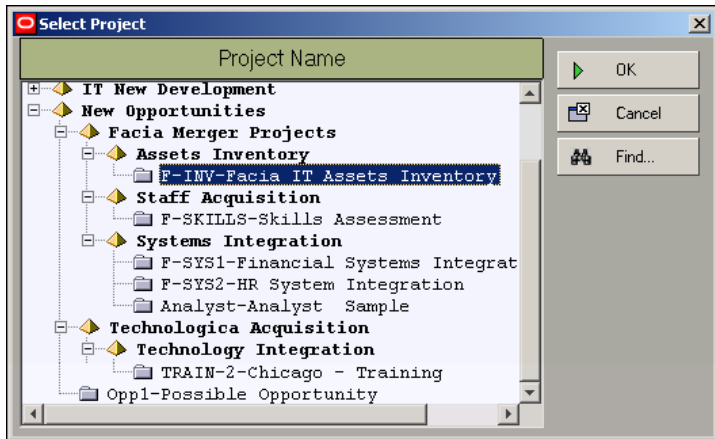 Select Project
Project Name
IT New Development
New Opportunities
Facia Merger Projects
Assets Inventory
F-INV-Facia IT Assets Inventory
Staff Acquisition
F-SKILLS-Skills Assessment
Systems Integration
F-SYS1-Financial Systems Integrat
F-SYS2-HR System Integration
Analyst-Analyst Sample
Technologica Acquisition
Technology Integration
TRAIN-2-Chicago - Training
Opp1-Possible Opportunity
OK
Cancel
Find...